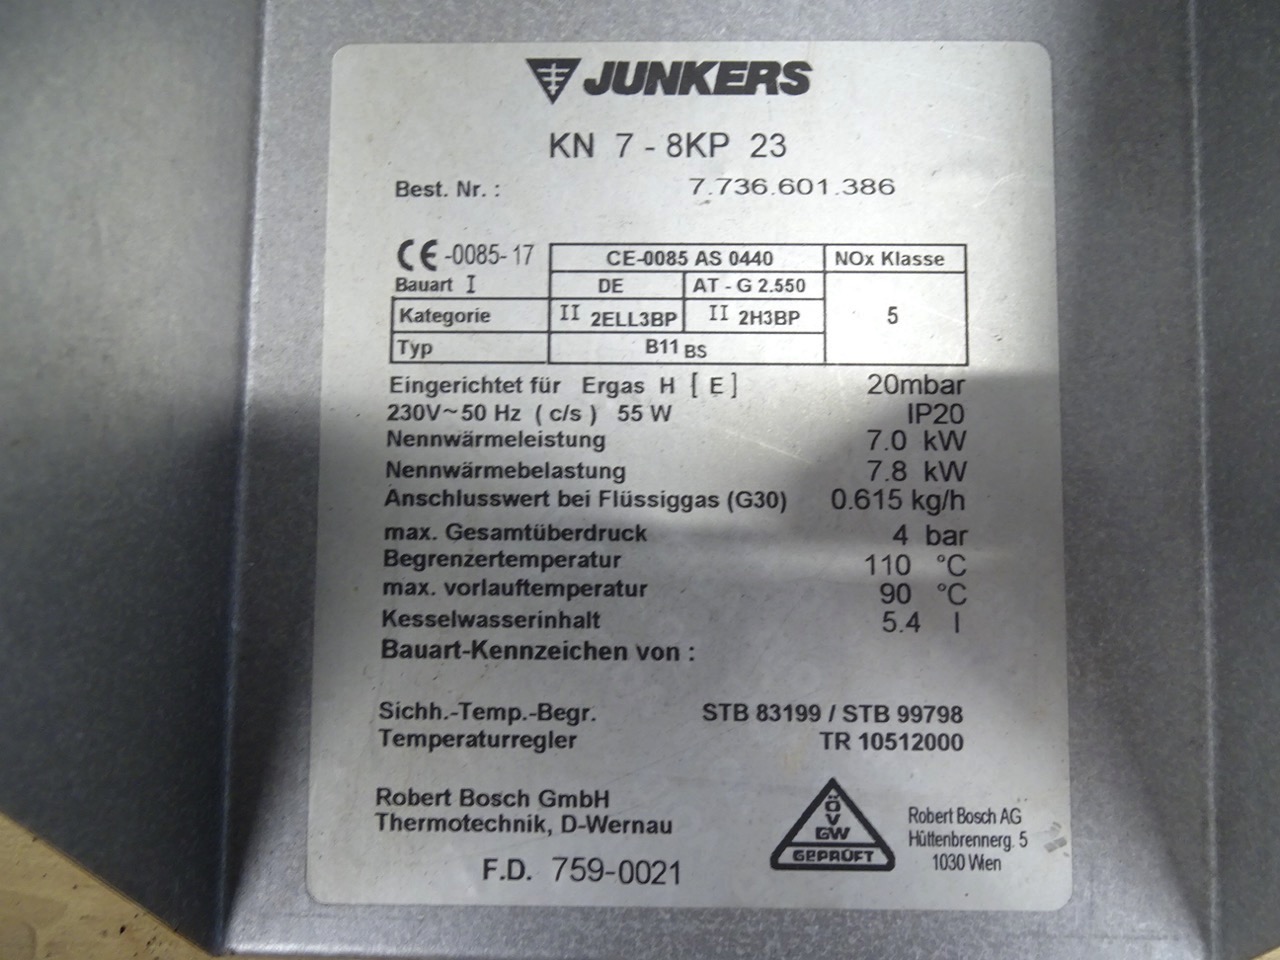 JUNKERS
KN 7 - 8KP 23
Best. Nr. : 7.736.601.386
CE -0085- 17 CE-0085 AS 0440 NOx Klasse
Bauart I DE AT - G 2.550
Kategorie II 2ELL3BP II 2H3BP 5
Typ B11 BS
Eingerichtet für Ergas H [ E ] 20mbar
230V~50 Hz ( c/s ) 55 W IP20
Nennwärmeleistung 7.0 kW
Nennwärmebelastung 7.8 kW
Anschlusswert bei Flüssiggas (G30) 0.615 kg/h
max. Gesamtüberdruck 4 bar
Begrenzertemperatur 110 °C
max. vorlauftemperatur 90 °C
Kesselwasserinhalt 5.4 l
Bauart-Kennzeichen von :
Sichh.-Temp.-Begr. STB 83199 / STB 99798
Temperaturregler TR 10512000
Robert Bosch GmbH
Thermotechnik, D-Wernau
F.D. 759-0021
Ö
V
GW
GEPRÜFT
Robert Bosch AG
Hüttenbrennerg. 5
1030 Wien